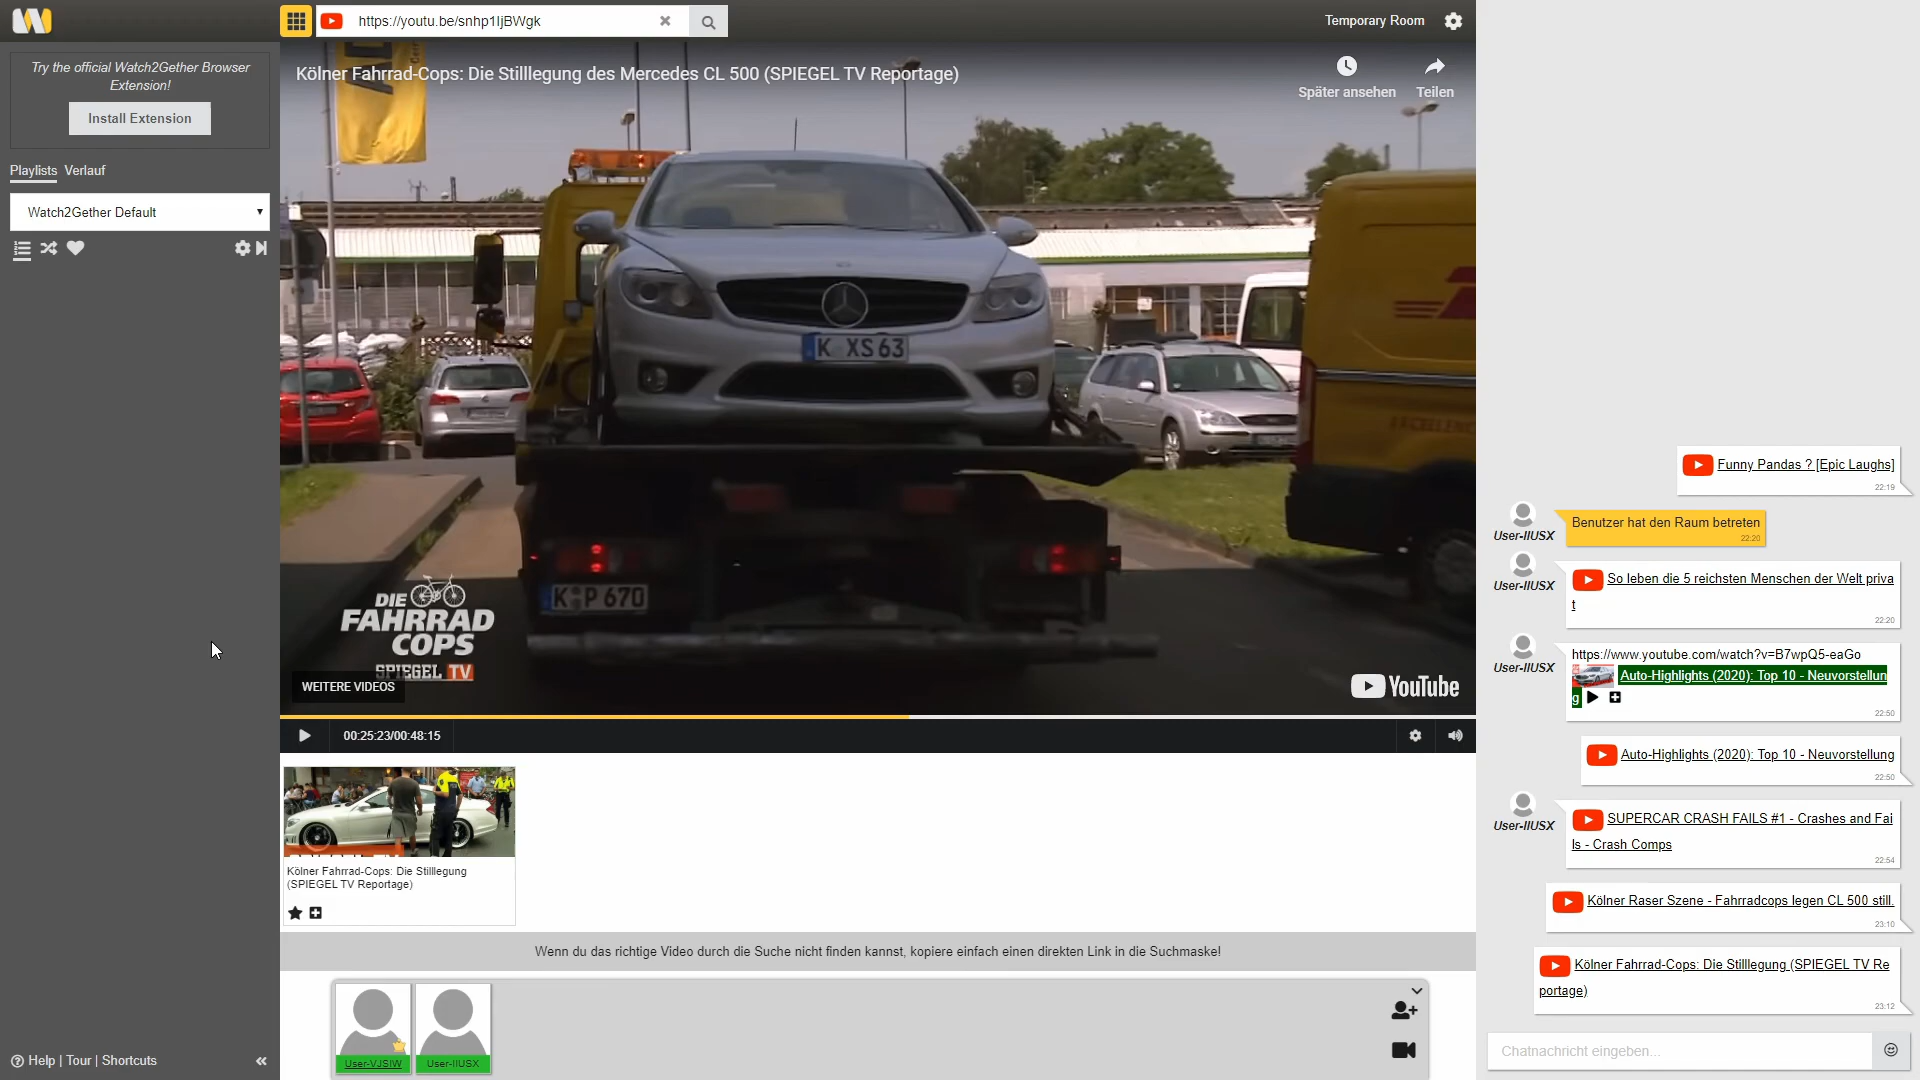 https://youtu.be/snhp1IjBWgk
Temporary Room
Try the official Watch2Gether Browser
Extension!
Install Extension
Playlists Verlauf
Watch2Gether Default
Help | Tour | Shortcuts
Kölner Fahrrad-Cops: Die Stilllegung des Mercedes CL 500 (SPIEGEL TV Reportage)
Später ansehen
Teilen
K XS 63
K P 670
DIE
FAHRRAD
COPS
SPIEGEL TV
WEITERE VIDEOS
YouTube
00:25:23/00:48:15
Kölner Fahrrad-Cops: Die Stilllegung
(SPIEGEL TV Reportage)
Wenn du das richtige Video durch die Suche nicht finden kannst, kopiere einfach einen direkten Link in die Suchmaske!
User-VJSIW
User-IIUSX
Funny Pandas ? [Epic Laughs]
22:19
User-IIUSX
Benutzer hat den Raum betreten
22:20
User-IIUSX
So leben die 5 reichsten Menschen der Welt priva
t
22:20
User-IIUSX
https://www.youtube.com/watch?v=B7wpQ5-eaGo
Auto-Highlights (2020): Top 10 - Neuvorstellun
g
22:50
Auto-Highlights (2020): Top 10 - Neuvorstellung
22:50
User-IIUSX
SUPERCAR CRASH FAILS #1 - Crashes and Fai
ls - Crash Comps
22:54
Kölner Raser Szene - Fahrradcops legen CL 500 still.
23:10
Kölner Fahrrad-Cops: Die Stilllegung (SPIEGEL TV Re
portage)
23:12
Chatnachricht eingeben...